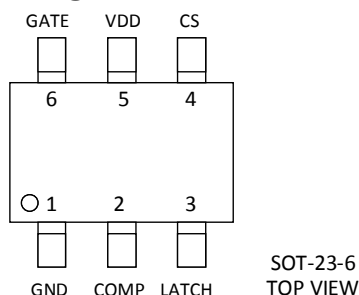 GATE VDD CS
6 5 4
1 2 3
GND COMP LATCH
SOT-23-6
TOP VIEW